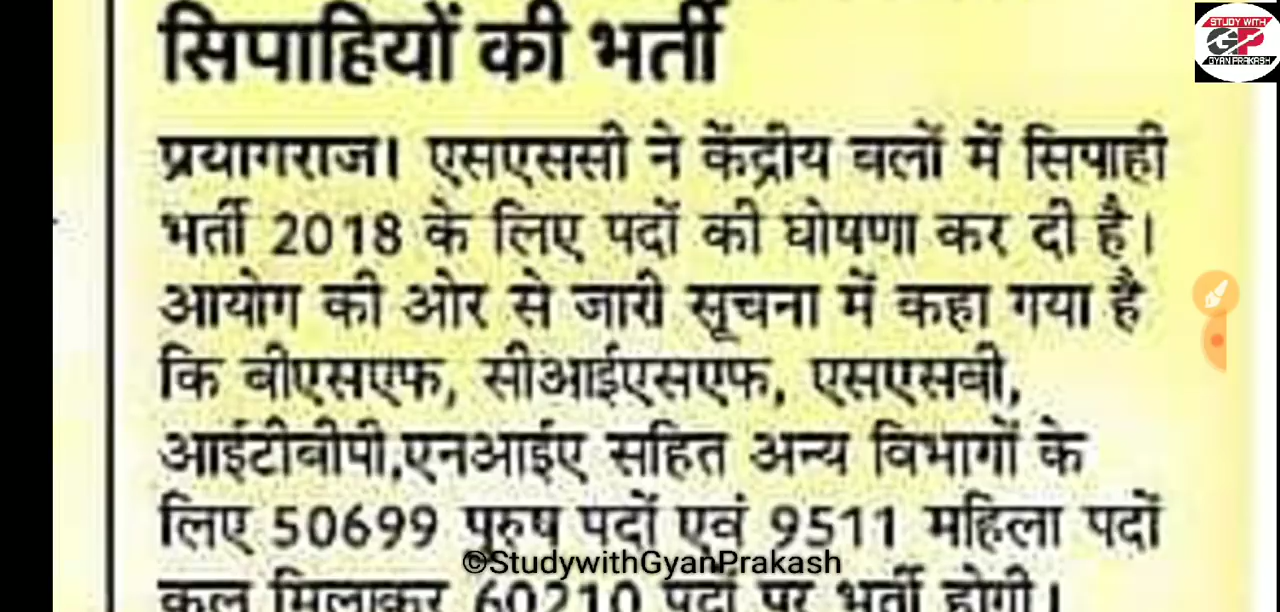 STUDY WITH
GP
GYAN PRAKASH
सिपाहियों की भर्ती
प्रयागराज। एसएससी ने केंद्रीय बलों में सिपाही
भर्ती 2018 के लिए पदों की घोषणा कर दी है।
आयोग की ओर से जारी सूचना में कहा गया है
कि बीएसएफ, सीआईएसएफ, एसएसबी,
आईटीबीपी,एनआईए सहित अन्य विभागों के
लिए 50699 पुरुष पदों एवं 9511 महिला पदों
©StudywithGyanPrakash
कुल मिलाकर 60210 पदों पर भर्ती होगी।